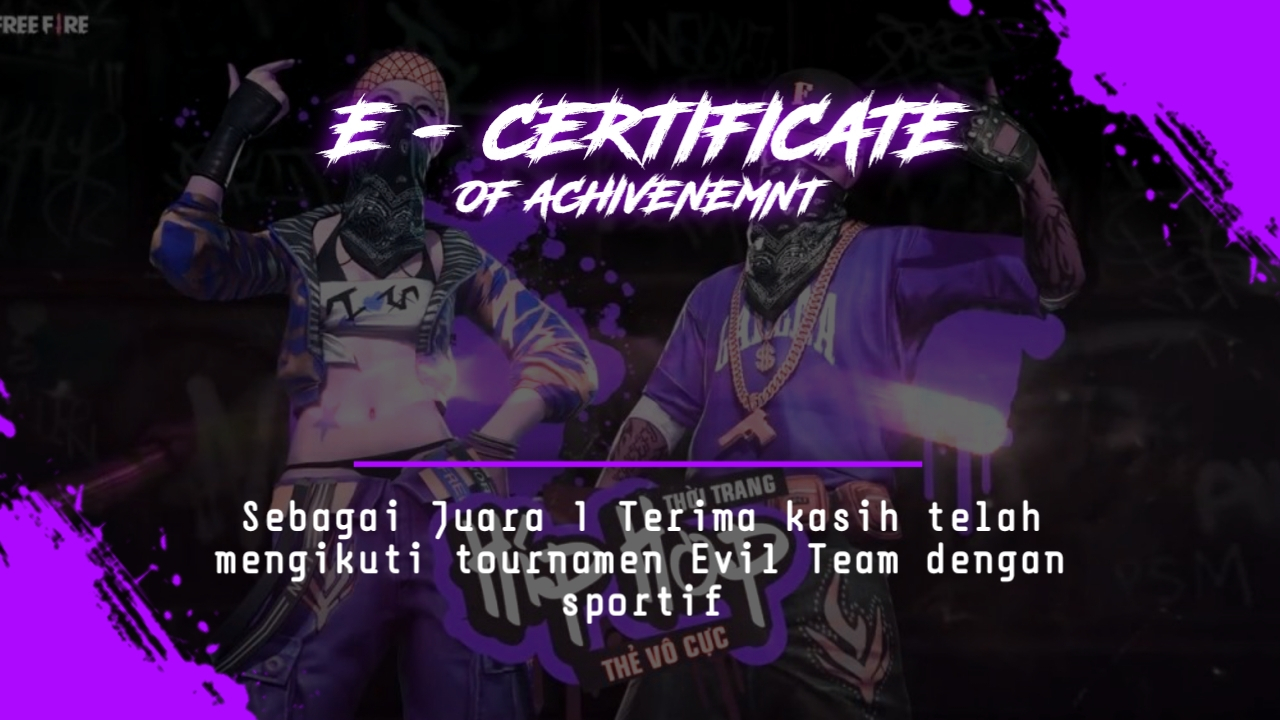 FREE FIRE
E - CERTIFICATE
OF ACHIVENEMNT
Sebagai Juara 1 Terima kasih telah
mengikuti tournamen Evil Team dengan
sportif
THỜI TRANG
Hip Hop
THẺ VÔ CỰC